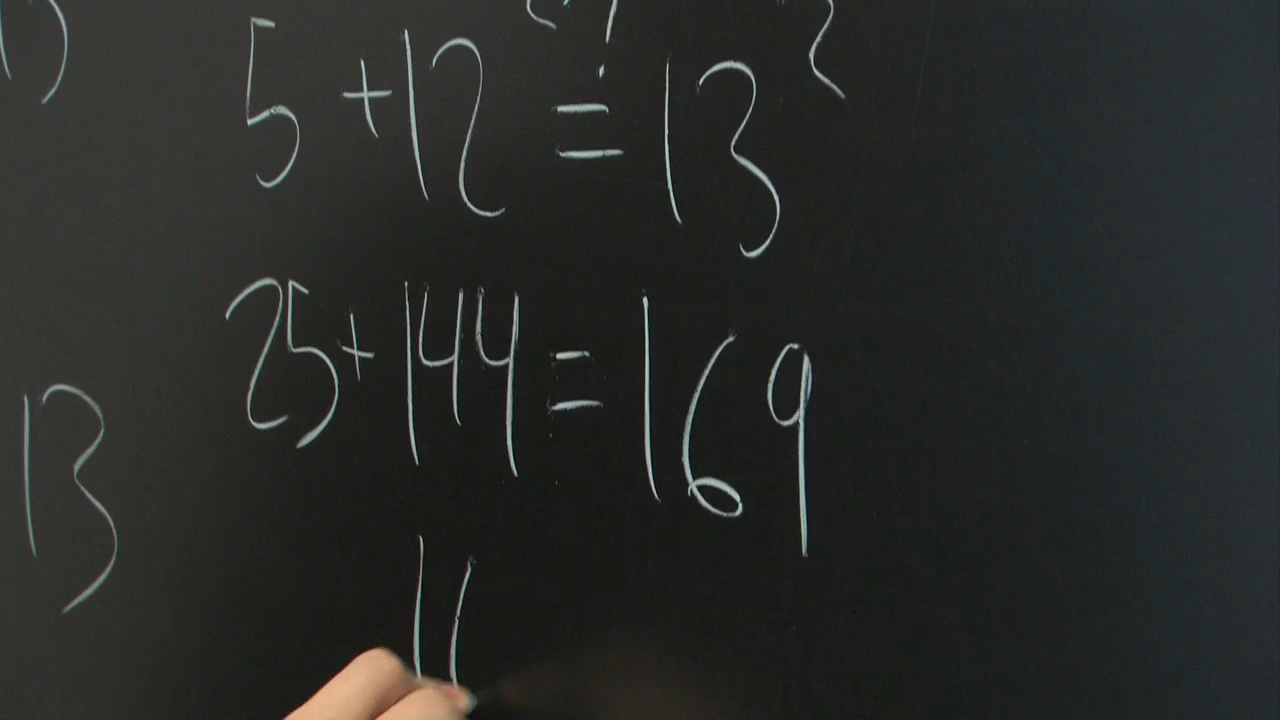 5 + 12 = 13
25 + 144 = 169
13